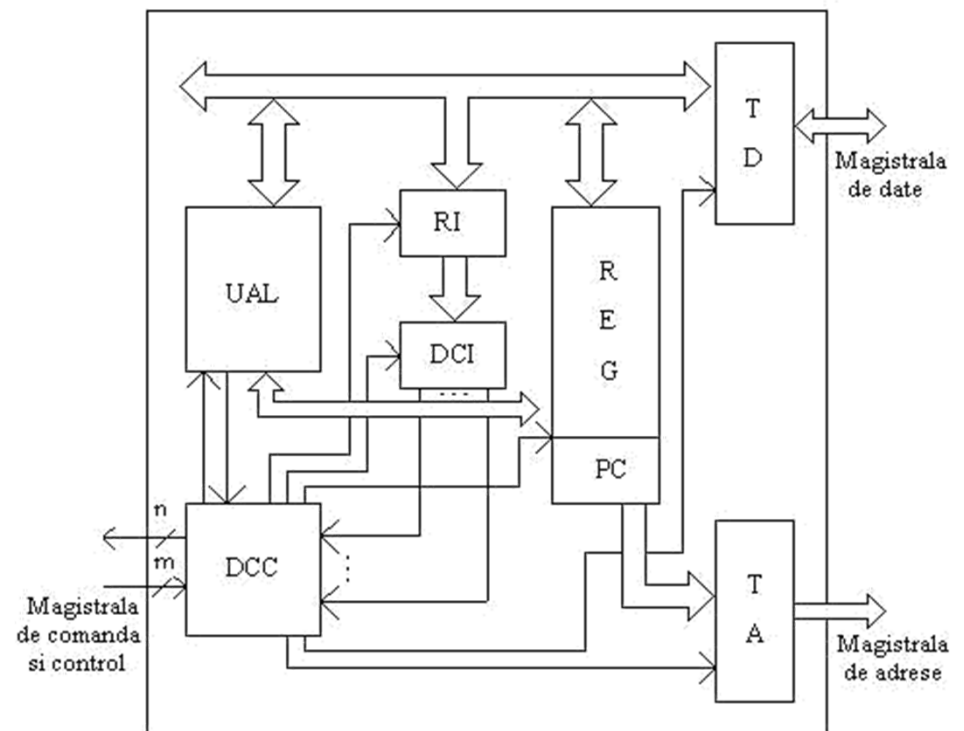 T
D
Magistrala
de date
RI
UAL
R
E
G
DCI
...
PC
n
m
DCC
...
Magistrala
de comanda
si control
T
A
Magistrala
de adrese